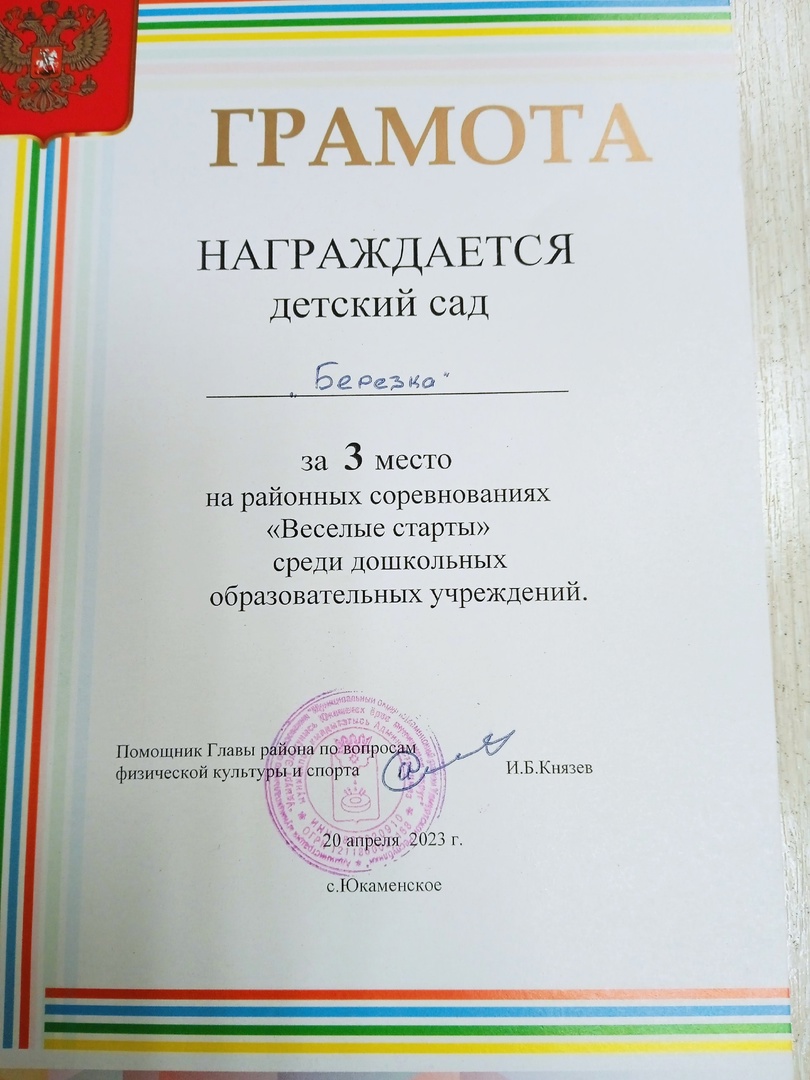 ГРАМОТА
НАГРАЖДАЕТСЯ
детский сад
„Березка“
за 3 место
на районных соревнованиях
«Веселые старты»
среди дошкольных
образовательных учреждений.
Помощник Главы района по вопросам
физической культуры и спорта И.Б.Князев
20 апреля 2023 г.
с.Юкаменское